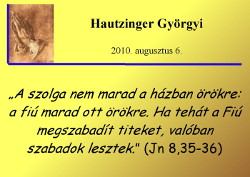 Hautzinger Györgyi
2010. augusztus 6.
„A szolga nem marad a házban örökre:
a fiú marad ott örökre. Ha tehát a Fiú
megszabadít titeket, valóban
szabadok lesztek." (Jn 8,35-36)